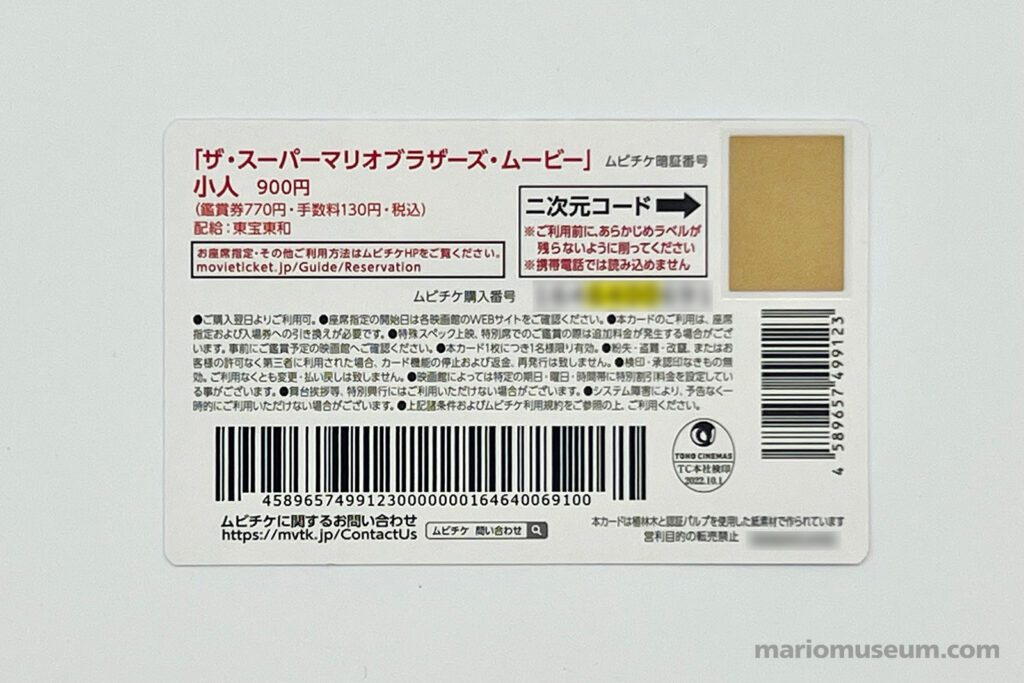 「ザ・スーパーマリオブラザーズ・ムービー」
小人 900円
(鑑賞券770円・手数料130円・税込)
配給:東宝東和
お座席指定・その他ご利用方法はムビチケHPをご覧ください。
movieticket.jp/Guide/Reservation
ムビチケ暗証番号
二次元コード
※ご利用前に、あらかじめラベルが
残らないように削ってください
※携帯電話では読み込めません
ムビチケ購入番号
●ご購入翌日よりご利用可。●座席指定の開始日は各映画館のWEBサイトをご確認ください。●本カードのご利用は、座席
指定および入場券への引き換えが必要です。●特殊スペック上映、特別席でのご鑑賞の際は追加料金が発生する場合がござ
います。事前にご鑑賞予定の映画館へご確認ください。●本カード1枚につき1名様限り有効。●紛失・盗難・改竄、またはお
客様の許可なく第三者に利用された場合、カード機能の停止および返金、再発行は致しません。●検印・承認印なきもの無
効。ご利用なくとも変更・払い戻しは致しません。●映画館によっては特定の期日・曜日・時間帯に特別割引料金を設定してい
る事がございます。●舞台挨拶等、特別興行にはご利用いただけない場合がございます。●システム障害により、予告なく一
時的にご利用いただけない場合がございます。●上記諸条件およびムビチケ利用規約をご参照の上、ご利用ください。
45896574991230000000164640069100
TOHO CINEMAS
TC本社検印
2022.10.1
4 589657 499123
ムビチケに関するお問い合わせ
https://mvtk.jp/ContactUs
ムビチケ 問い合わせ
本カードは植林木と認証パルプを使用した紙素材で作られています
営利目的の転売禁止
mariomuseum.com